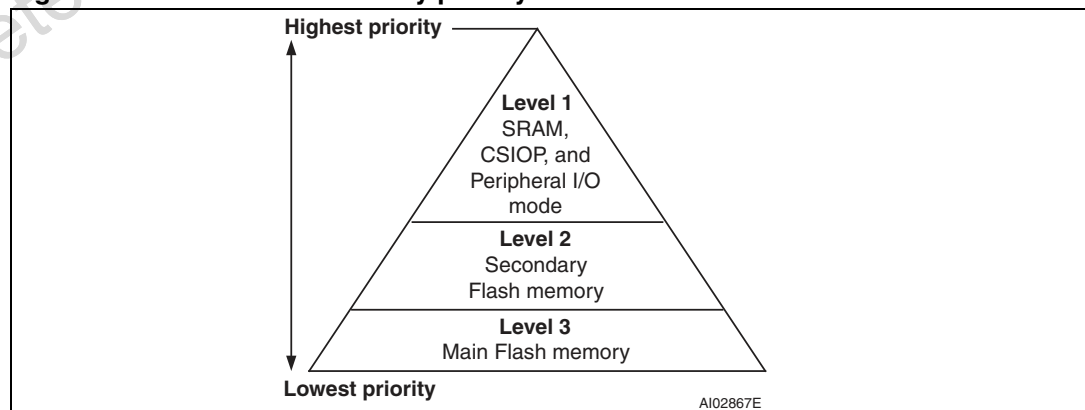 Highest priority
Level 1
SRAM,
CSIOP, and
Peripheral I/O
mode
Level 2
Secondary
Flash memory
Level 3
Main Flash memory
Lowest priority
AI02867E